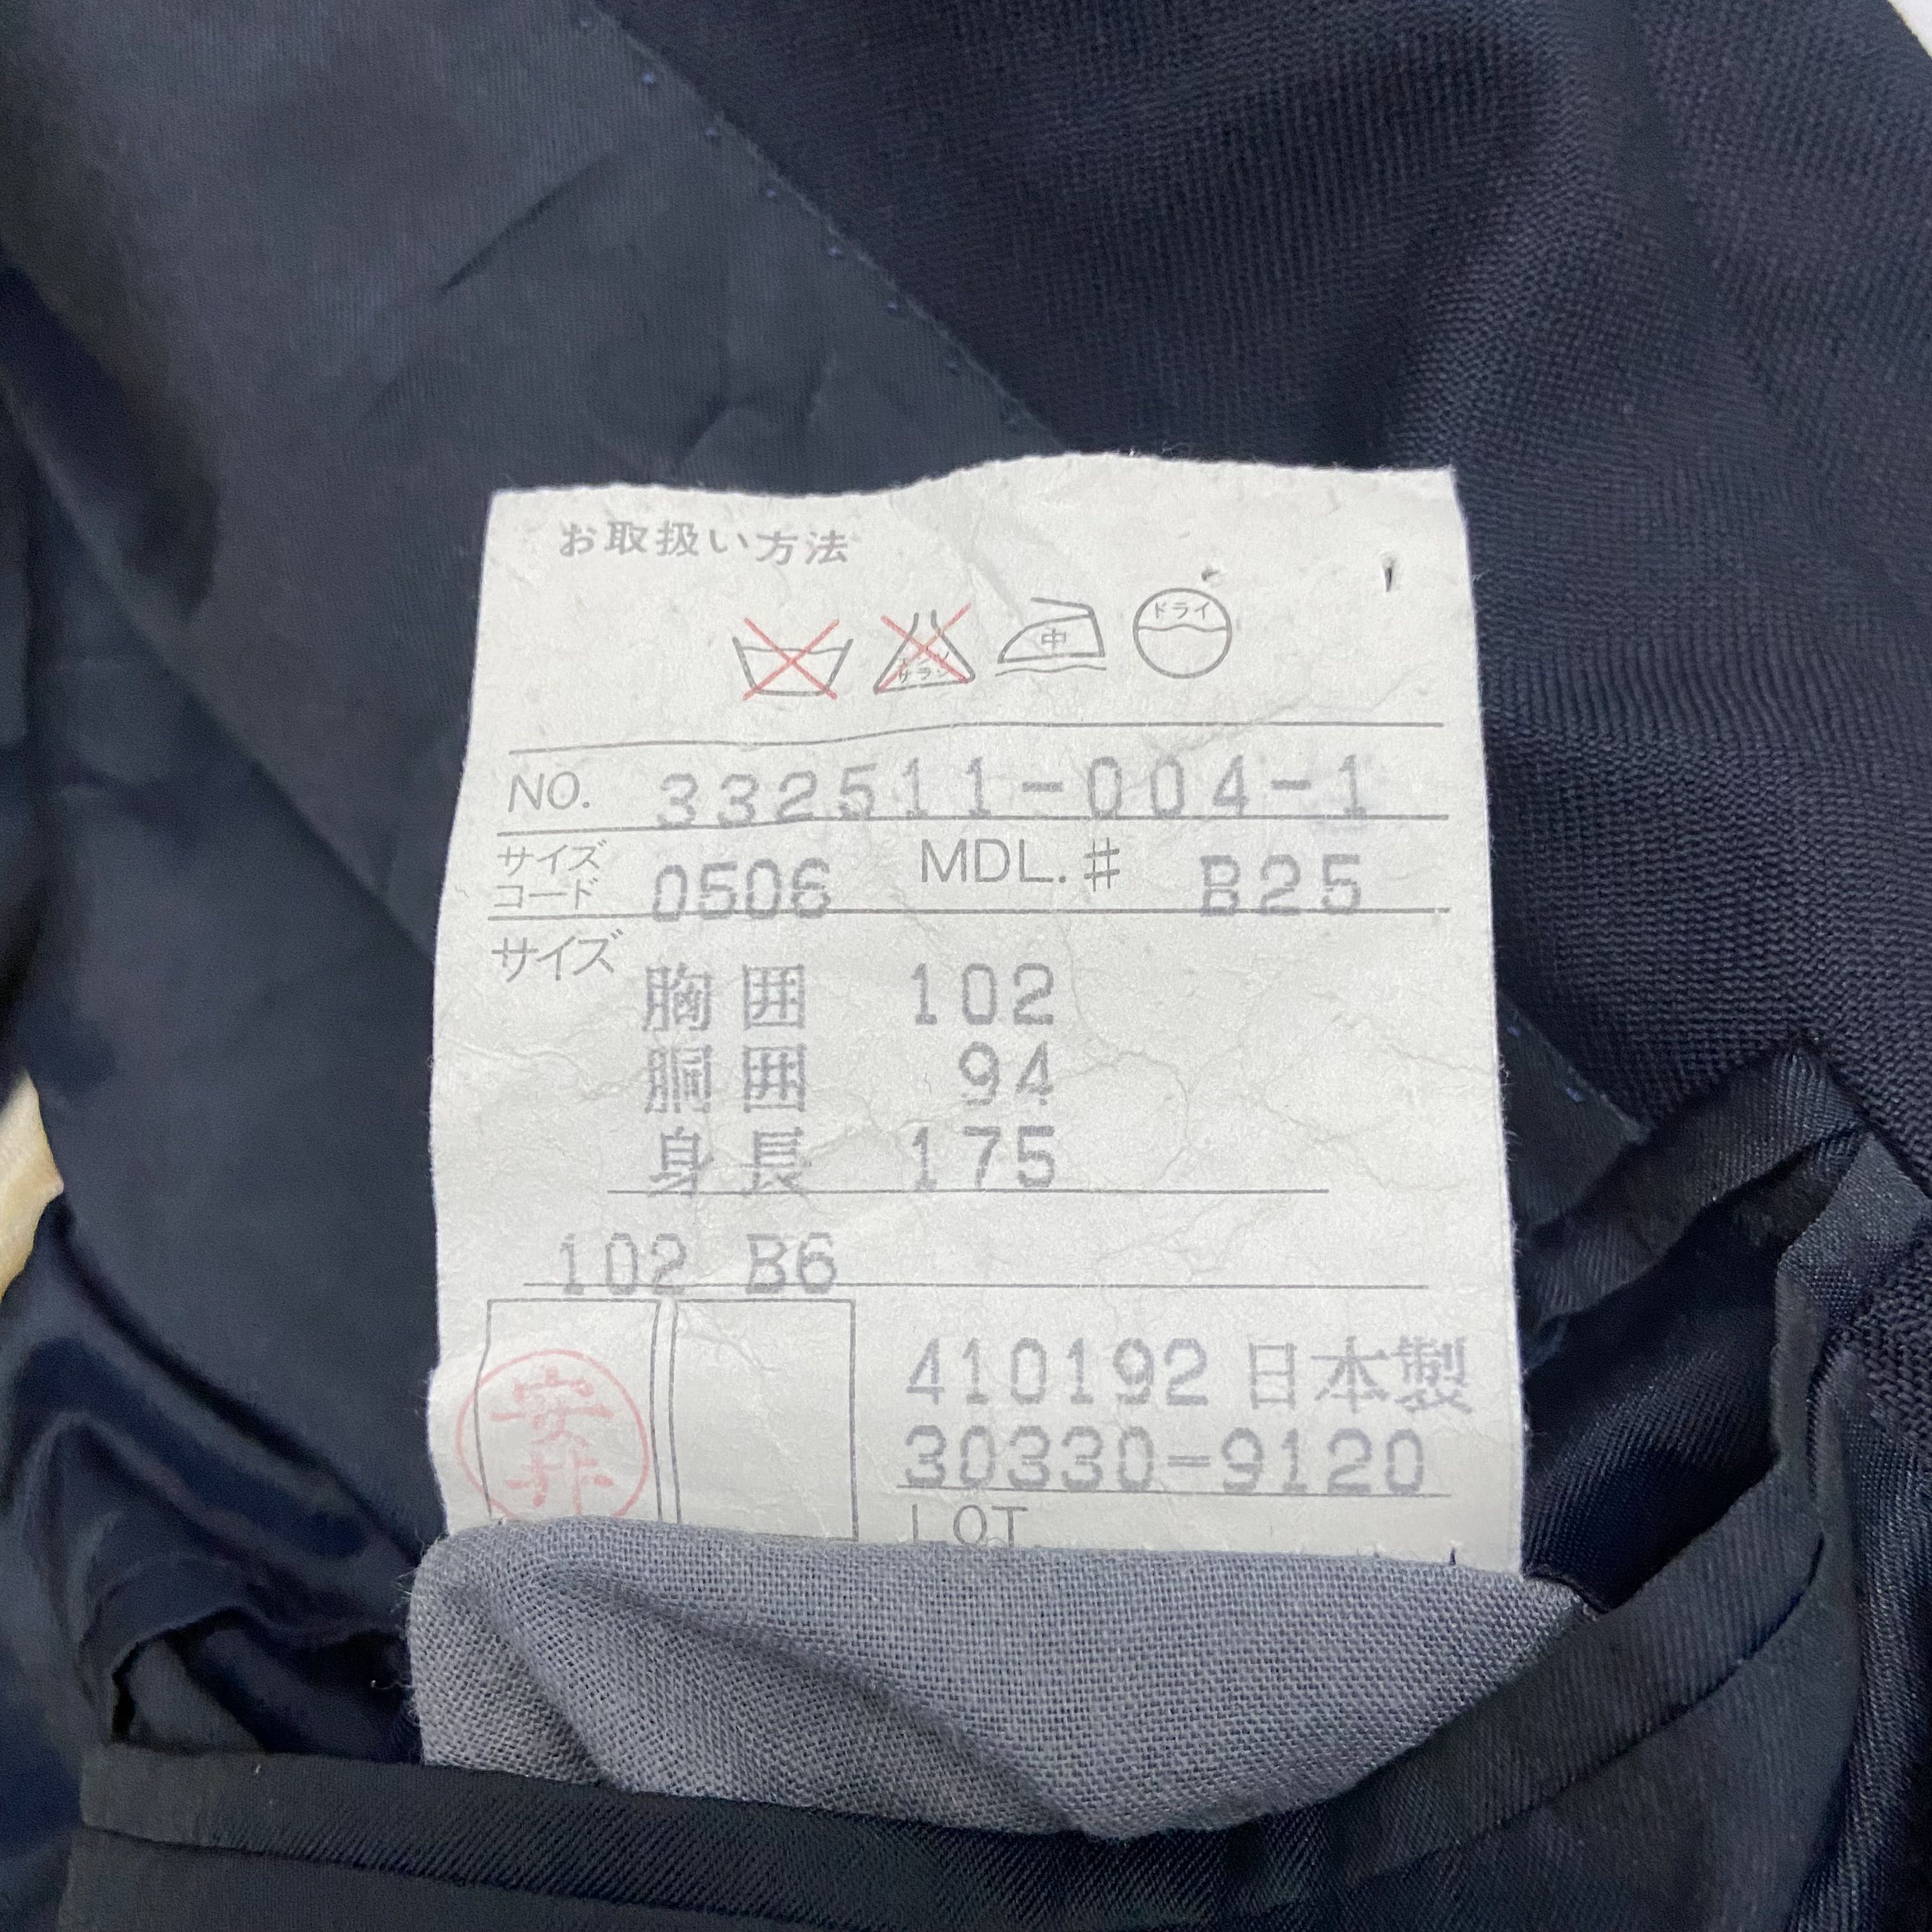 お取扱い方法
中 ドライ
NO. 332511-004-1
サイズコード 0506 MDL.# B25
サイズ
胸囲 102
胴囲 94
身長 175
102 B6
410192 日本製
30330-9120
安井
LOT